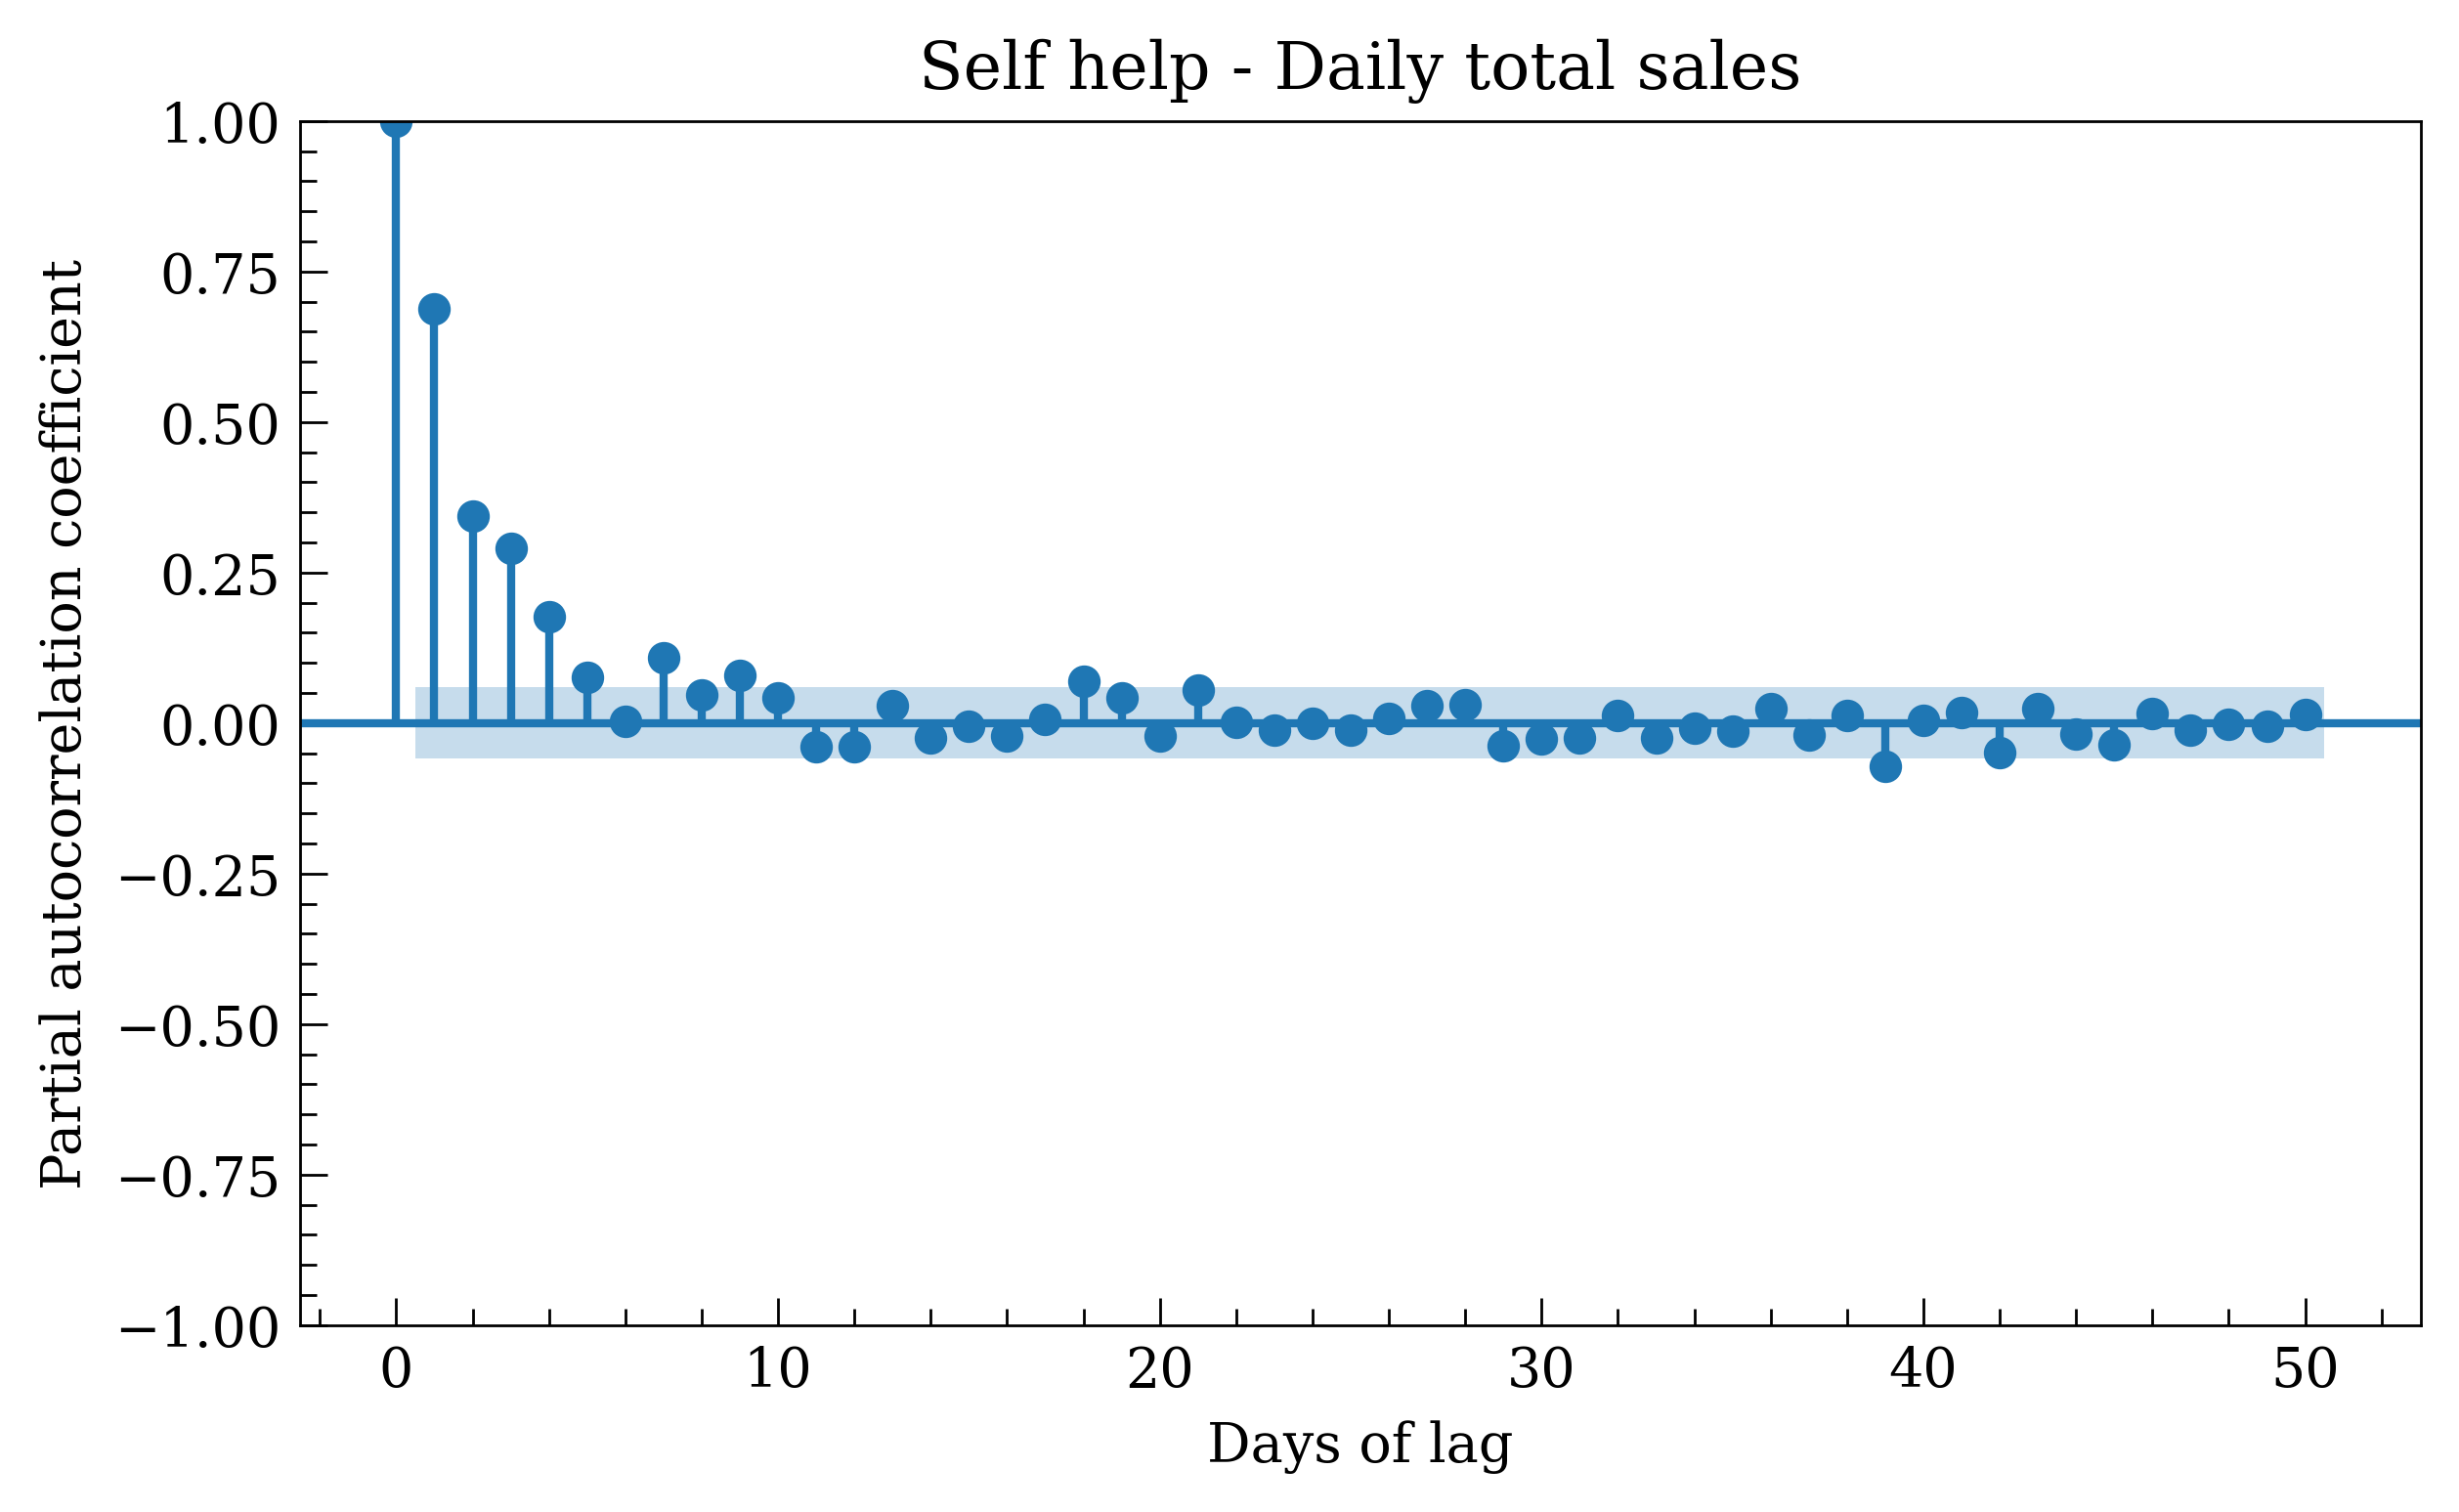 Self help - Daily total sales
Partial autocorrelation coefficient
1.00
0.75
0.50
0.25
0.00
−0.25
−0.50
−0.75
−1.00
0 10 20 30 40 50
Days of lag